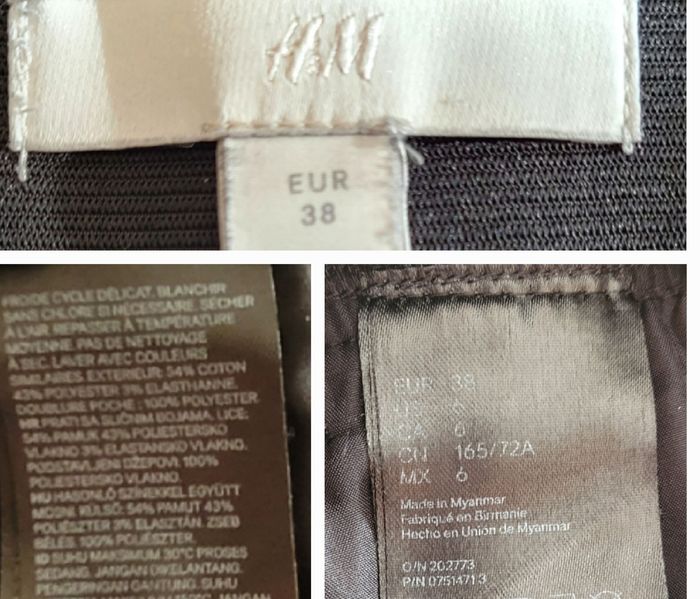 H&M
EUR
38
FROIDE CYCLE DÉLICAT. BLANCHIR
SANS CHLORE SI NÉCESSAIRE. SÉCHER
À L'AIR. REPASSER À TEMPÉRATURE
MOYENNE. PAS DE NETTOYAGE
À SEC. LAVER AVEC COULEURS
SIMILAIRES. EXTÉRIEUR: 54% COTON
43% POLYESTER 3% ÉLASTHANNE.
DOUBLURE POCHE: 100% POLYESTER.
HR PRATI SA SLIČNIM BOJAMA. LICE:
54% PAMUK 43% POLIESTERSKO
VLAKNO 3% ELASTANSKO VLAKNO.
PODSTAVLJENI DŽEPOVI: 100%
POLIESTERSKO VLAKNO.
HU HASONLÓ SZÍNEKKEL EGYÜTT
MOSNI. KÜLSŐ: 54% PAMUT 43%
POLIÉSZTER 3% ELASZTÁN. ZSEB
BÉLÉS: 100% POLIÉSZTER.
ID SUHU MAKSIMUM 30°C PROSES
SEDANG. JANGAN DIKELANTANG.
PENGERINGAN GANTUNG. SUHU
JANGAN
EUR 38
US 6
CA 6
CN 165/72A
MX 6
Made in Myanmar
Fabriqué en Birmanie
Hecho en Unión de Myanmar
O/N 202773
P/N 0751471 3